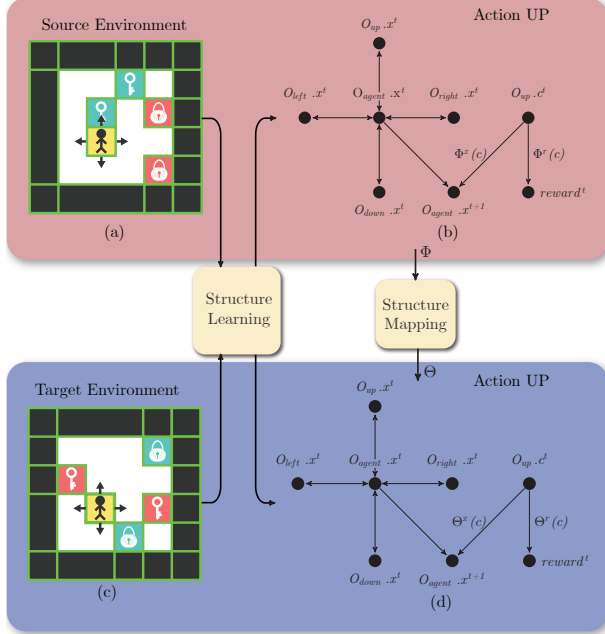 Source Environment
Action UP
O_up .x^t
O_left .x^t
O_agent .x^t
O_right .x^t
O_up .c^t
Φ^x(c)
Φ^r(c)
O_down .x^t
O_agent .x^{t+1}
reward^t
(a)
(b)
Φ
Structure
Learning
Structure
Mapping
Θ
Target Environment
Action UP
O_up .x^t
O_left .x^t
O_agent .x^t
O_right .x^t
O_up .c^t
Θ^x(c)
Θ^r(c)
O_down .x^t
O_agent .x^{t+1}
reward^t
(c)
(d)